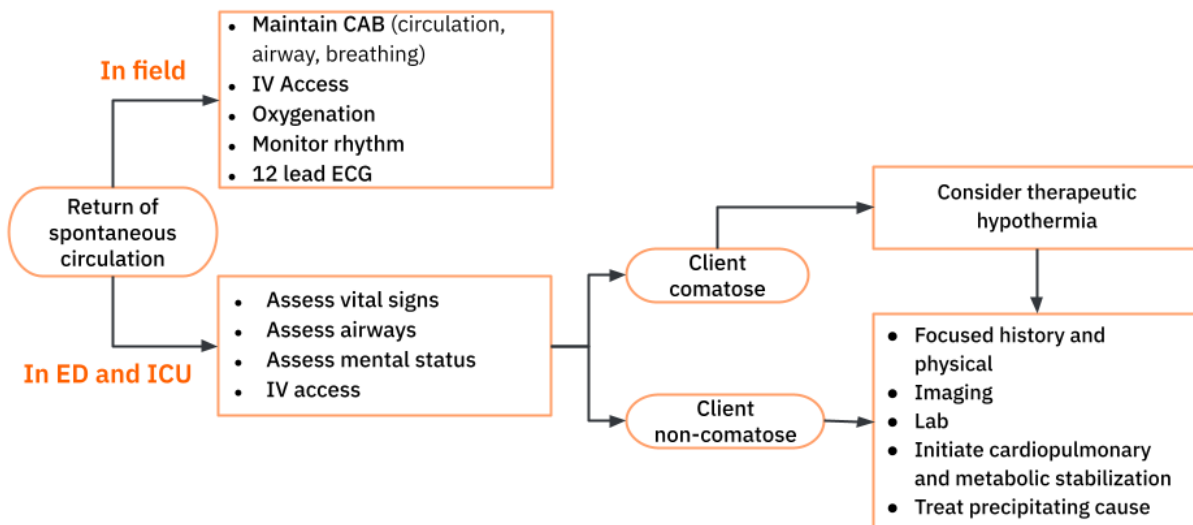 In field
• Maintain CAB (circulation,
airway, breathing)
• IV Access
• Oxygenation
• Monitor rhythm
• 12 lead ECG
Return of
spontaneous
circulation
In ED and ICU
• Assess vital signs
• Assess airways
• Assess mental status
• IV access
Client
comatose
Client
non-comatose
Consider therapeutic
hypothermia
• Focused history and
physical
• Imaging
• Lab
• Initiate cardiopulmonary
and metabolic stabilization
• Treat precipitating cause